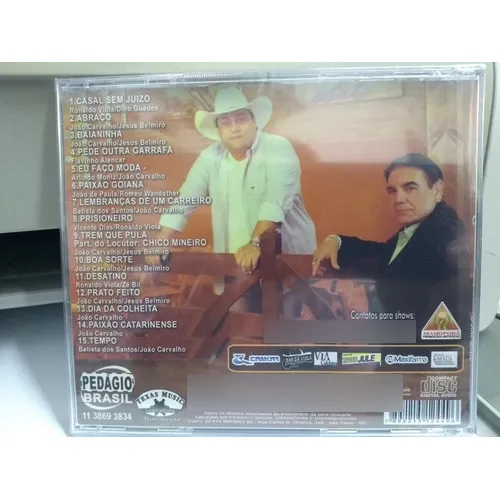 1.CASAL SEM JUIZO
Ronaldo Viola/Dino Guedes
2.ABRAÇO
João Carvalho/Jesus Belmiro
3.BAIANINHA
João Carvalho/Jesus Belmiro
4.PEDE OUTRA GARRAFA
Flavinho Alencar
5.EU FAÇO MODA -
Arlindo Moniz/João Carvalho
6.PAIXÃO GOIANA
João de Paula/Romeu Wandsther
7.LEMBRANÇAS DE UM CARREIRO
Batista dos Santos/João Carvalho
8.PRISIONEIRO
Vicente Dias/Ronaldo Viola
9.TREM QUE PULA
Part. do Locutor: CHICO MINEIRO
João Carvalho/Jesus Belmiro
10.BOA SORTE
João Carvalho/Jesus Belmiro
11.DESATINO
Ronaldo Viola/Zé Bil
12.PRATO FEITO
João Carvalho/Jesus Belmiro
13.DIA DA COLHEITA
João Carvalho
14.PAIXÃO CATARINENSE
João Carvalho
15.TEMPO
Batista dos Santos/João Carvalho
Contatos para shows:
MAIRIPORÃ
JULE
PEDÁGIO
BRASIL
11 3869 3834
TEXAS MUSIC
COMPACT
disc
DIGITAL AUDIO